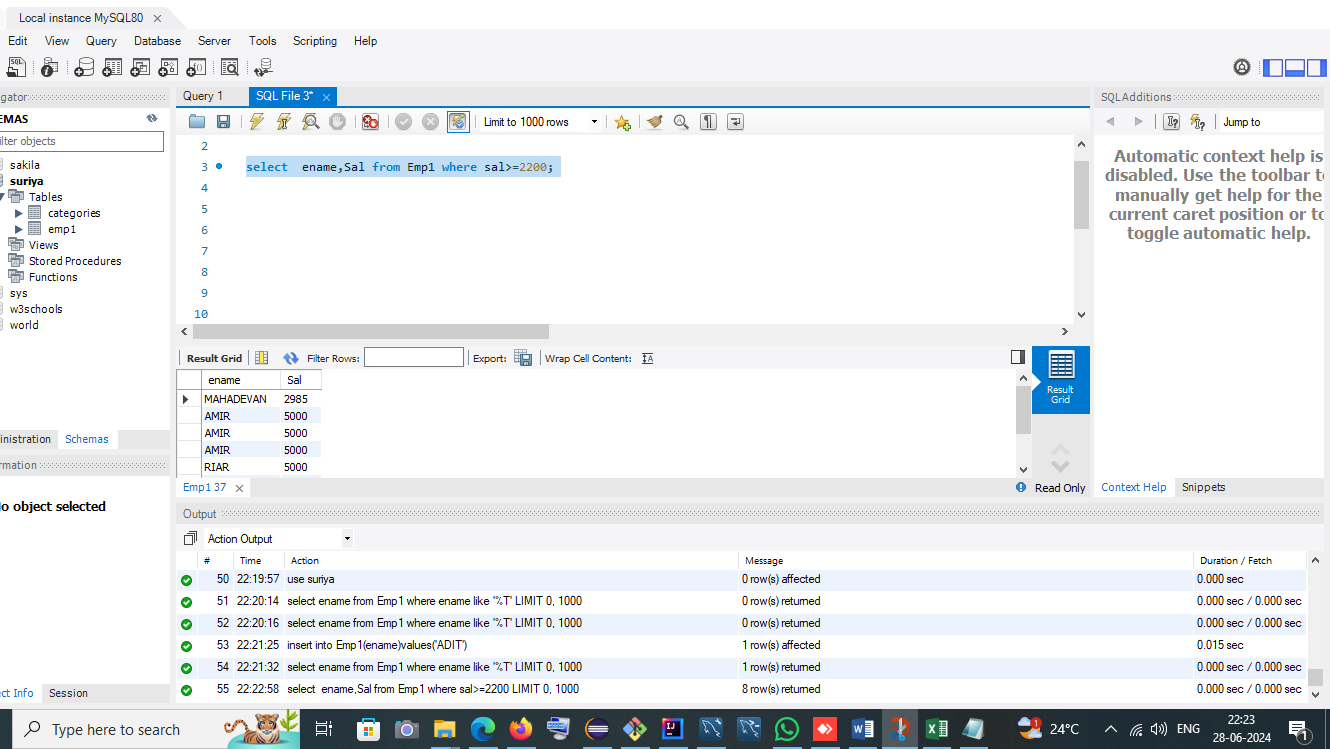 Local instance MySQL80
Edit View Query Database Server Tools Scripting Help
gator
Query 1 SQL File 3*
SQLAdditions
EMAS
Limit to 1000 rows
Jump to
ilter objects
sakila
suriya
Tables
categories
emp1
Views
Stored Procedures
Functions
sys
w3schools
world
2
3 select ename,Sal from Emp1 where sal>=2200;
4
5
6
7
8
9
10
Automatic context help is
disabled. Use the toolbar to
manually get help for the
current caret position or to
toggle automatic help.
Result Grid Filter Rows: Export: Wrap Cell Content:
ename Sal
MAHADEVAN 2985
AMIR 5000
AMIR 5000
AMIR 5000
RIAR 5000
Result
Grid
inistration Schemas
rmation
o object selected
Emp1 37
Read Only
Context Help Snippets
Output
Action Output
# Time Action Message Duration / Fetch
50 22:19:57 use suriya 0 row(s) affected 0.000 sec
51 22:20:14 select ename from Emp1 where ename like '%T' LIMIT 0, 1000 0 row(s) returned 0.000 sec / 0.000 sec
52 22:20:16 select ename from Emp1 where ename like '%T' LIMIT 0, 1000 0 row(s) returned 0.000 sec / 0.000 sec
53 22:21:25 insert into Emp1(ename)values('ADIT') 1 row(s) affected 0.015 sec
54 22:21:32 select ename from Emp1 where ename like '%T' LIMIT 0, 1000 1 row(s) returned 0.000 sec / 0.000 sec
55 22:22:58 select ename,Sal from Emp1 where sal>=2200 LIMIT 0, 1000 8 row(s) returned 0.000 sec / 0.000 sec
ect Info Session
Type here to search
24°C
ENG
22:23
28-06-2024